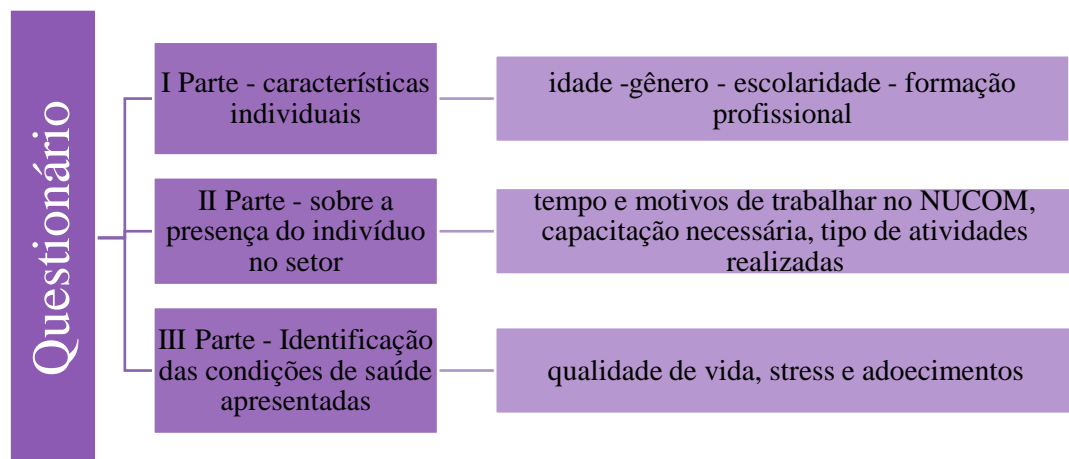 Questionário
I Parte - características
individuais
idade -gênero - escolaridade - formação
profissional
II Parte - sobre a
presença do indivíduo
no setor
tempo e motivos de trabalhar no NUCOM,
capacitação necessária, tipo de atividades
realizadas
III Parte - Identificação
das condições de saúde
apresentadas
qualidade de vida, stress e adoecimentos